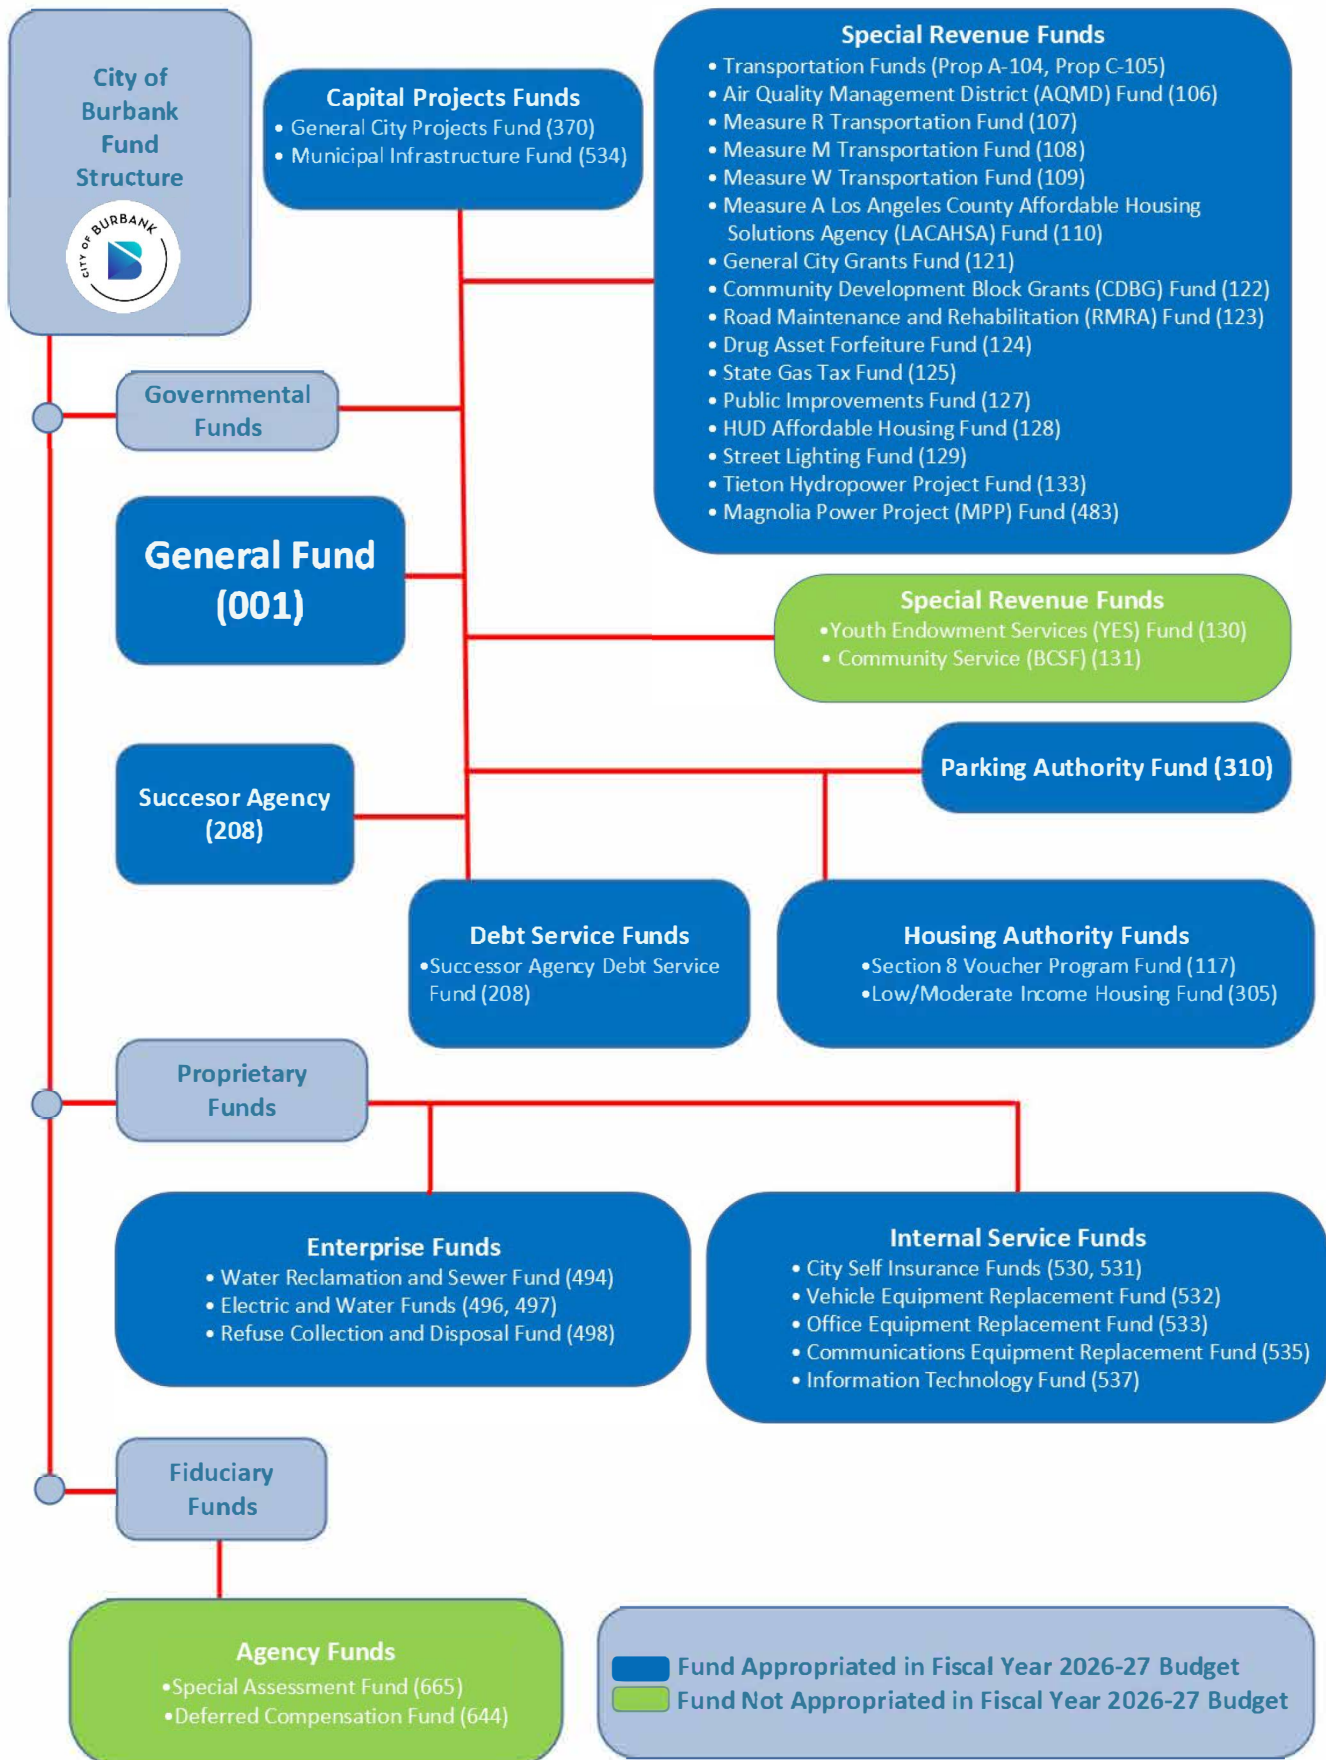 City of
Burbank
Fund
Structure
CITY OF BURBANK
B
Capital Projects Funds
• General City Projects Fund (370)
• Municipal Infrastructure Fund (534)
Special Revenue Funds
• Transportation Funds (Prop A-104, Prop C-105)
• Air Quality Management District (AQMD) Fund (106)
• Measure R Transportation Fund (107)
• Measure M Transportation Fund (108)
• Measure W Transportation Fund (109)
• Measure A Los Angeles County Affordable Housing
Solutions Agency (LACAHSA) Fund (110)
• General City Grants Fund (121)
• Community Development Block Grants (CDBG) Fund (122)
• Road Maintenance and Rehabilitation (RMRA) Fund (123)
• Drug Asset Forfeiture Fund (124)
• State Gas Tax Fund (125)
• Public Improvements Fund (127)
• HUD Affordable Housing Fund (128)
• Street Lighting Fund (129)
• Tieton Hydropower Project Fund (133)
• Magnolia Power Project (MPP) Fund (483)
Governmental
Funds
General Fund
(001)
Special Revenue Funds
•Youth Endowment Services (YES) Fund (130)
• Community Service (BCSF) (131)
Parking Authority Fund (310)
Succesor Agency
(208)
Debt Service Funds
•Successor Agency Debt Service
Fund (208)
Housing Authority Funds
•Section 8 Voucher Program Fund (117)
•Low/Moderate Income Housing Fund (305)
Proprietary
Funds
Enterprise Funds
• Water Reclamation and Sewer Fund (494)
• Electric and Water Funds (496, 497)
• Refuse Collection and Disposal Fund (498)
Internal Service Funds
• City Self Insurance Funds (530, 531)
• Vehicle Equipment Replacement Fund (532)
• Office Equipment Replacement Fund (533)
• Communications Equipment Replacement Fund (535)
• Information Technology Fund (537)
Fiduciary
Funds
Agency Funds
•Special Assessment Fund (665)
•Deferred Compensation Fund (644)
Fund Appropriated in Fiscal Year 2026-27 Budget
Fund Not Appropriated in Fiscal Year 2026-27 Budget